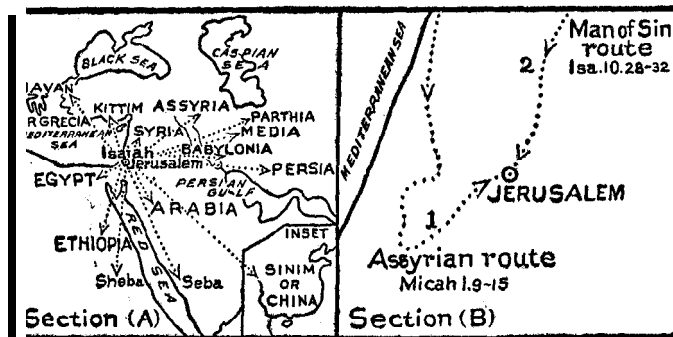 BLACK SEA
CASPIAN SEA
JAVAN
OR GRECIA
KITTIM
ASSYRIA
MEDITERRANEAN SEA
SYRIA
PARTHIA
MEDIA
Isaiah
Jerusalem
BABYLONIA
EGYPT
PERSIA
PERSIAN GULF
ARABIA
RED SEA
ETHIOPIA
Sheba
Seba
INSET
SINIM
OR
CHINA
Section (A)
MEDITERRANEAN SEA
2
Man of Sin
route
Isa.10.28-32
JERUSALEM
1
Assyrian route
Micah 1.9-15
Section (B)